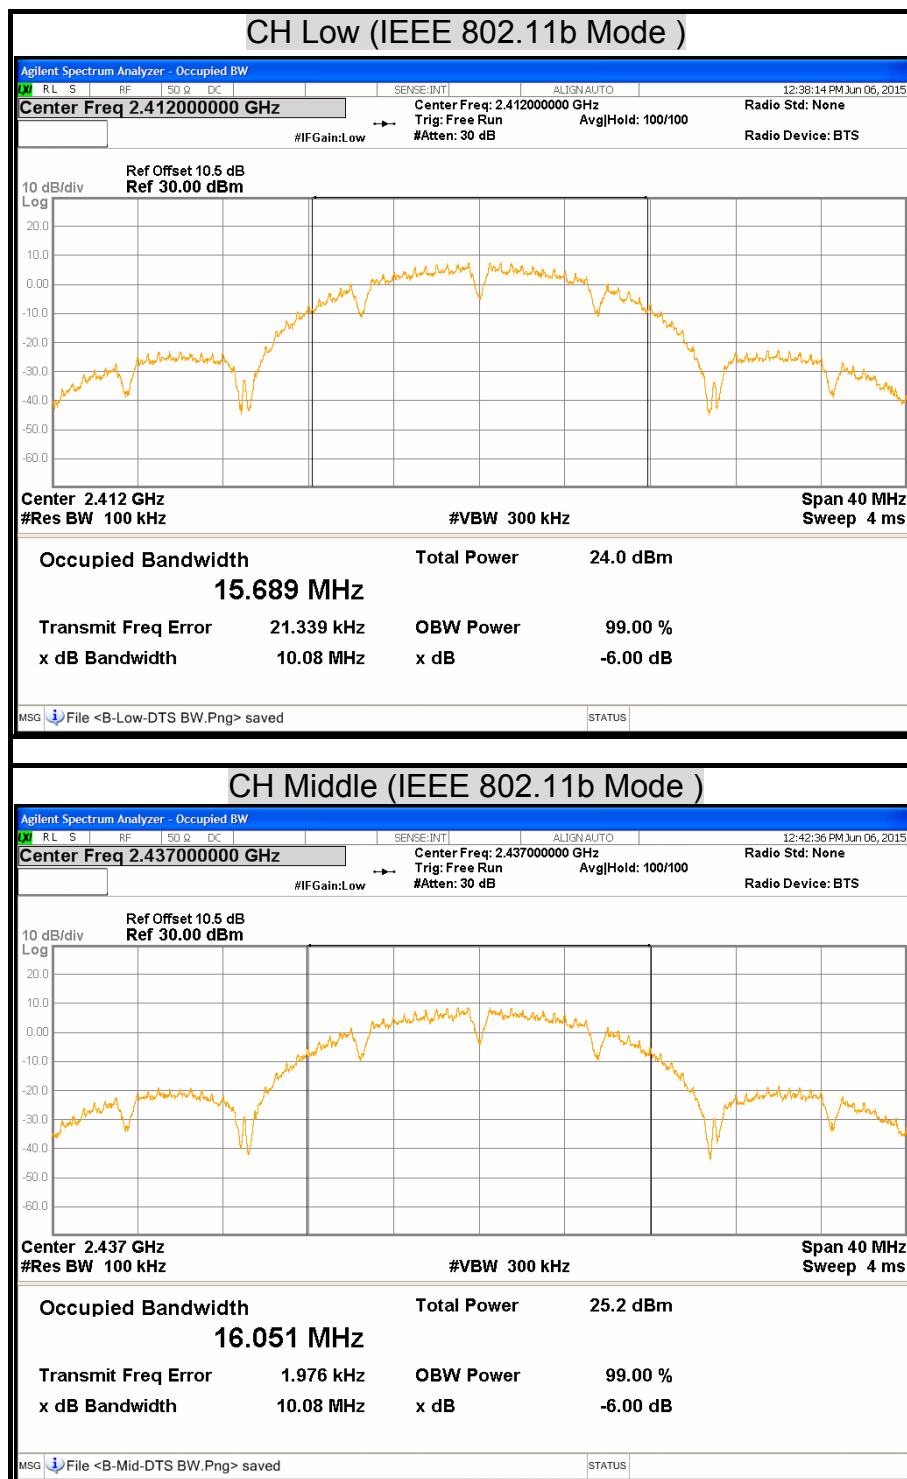 CH Low (IEEE 802.11b Mode )
Agilent Spectrum Analyzer - Occupied BW
LXI RL S RF 50 Ω DC SENSE:INT ALIGN AUTO 12:38:14 PM Jun 06, 2015
Center Freq 2.412000000 GHz Center Freq: 2.412000000 GHz Radio Std: None
Trig: Free Run Avg|Hold: 100/100
#IFGain:Low #Atten: 30 dB Radio Device: BTS
Ref Offset 10.5 dB
10 dB/div Ref 30.00 dBm
Log
20.0
10.0
0.00
-10.0
-20.0
-30.0
-40.0
-50.0
-60.0
Center 2.412 GHz Span 40 MHz
#Res BW 100 kHz #VBW 300 kHz Sweep 4 ms
Occupied Bandwidth Total Power 24.0 dBm
15.689 MHz
Transmit Freq Error 21.339 kHz OBW Power 99.00 %
x dB Bandwidth 10.08 MHz x dB -6.00 dB
MSG File <B-Low-DTS BW.Png> saved STATUS
CH Middle (IEEE 802.11b Mode )
Agilent Spectrum Analyzer - Occupied BW
LXI RL S RF 50 Ω DC SENSE:INT ALIGN AUTO 12:42:36 PM Jun 06, 2015
Center Freq 2.437000000 GHz Center Freq: 2.437000000 GHz Radio Std: None
Trig: Free Run Avg|Hold: 100/100
#IFGain:Low #Atten: 30 dB Radio Device: BTS
Ref Offset 10.5 dB
10 dB/div Ref 30.00 dBm
Log
20.0
10.0
0.00
-10.0
-20.0
-30.0
-40.0
-50.0
-60.0
Center 2.437 GHz Span 40 MHz
#Res BW 100 kHz #VBW 300 kHz Sweep 4 ms
Occupied Bandwidth Total Power 25.2 dBm
16.051 MHz
Transmit Freq Error 1.976 kHz OBW Power 99.00 %
x dB Bandwidth 10.08 MHz x dB -6.00 dB
MSG File <B-Mid-DTS BW.Png> saved STATUS